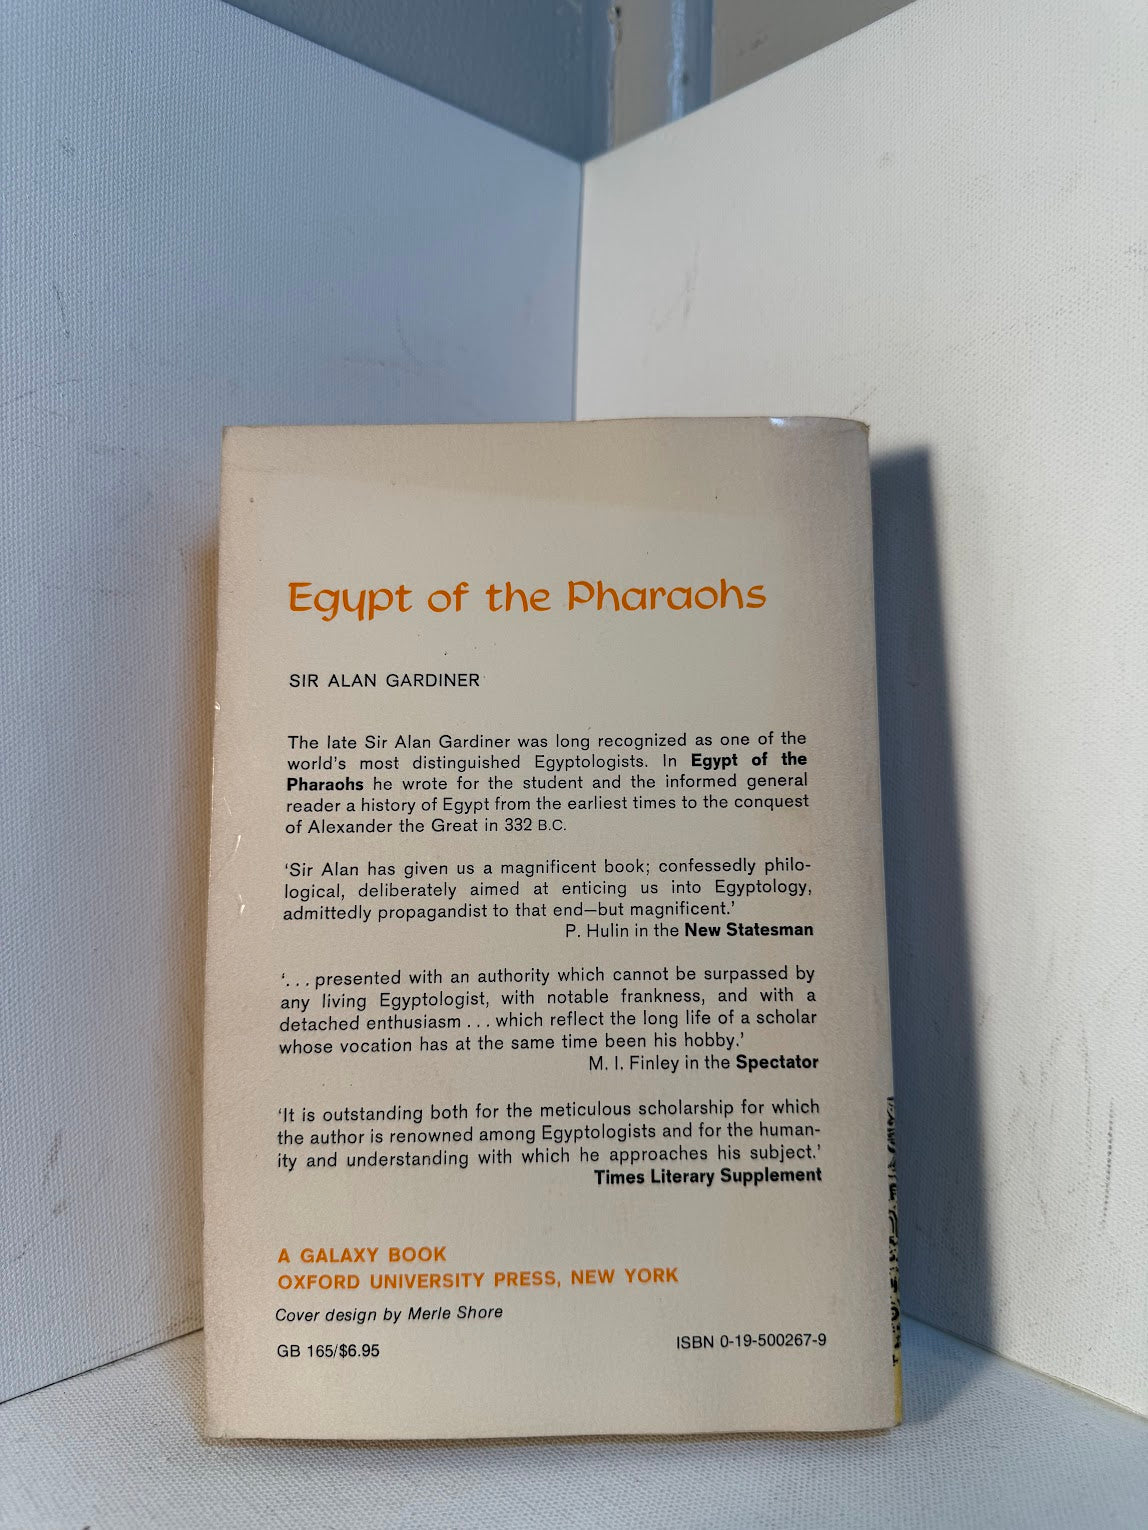 Egypt of the Pharaohs
SIR ALAN GARDINER
The late Sir Alan Gardiner was long recognized as one of the
world's most distinguished Egyptologists. In Egypt of the
Pharaohs he wrote for the student and the informed general
reader a history of Egypt from the earliest times to the conquest
of Alexander the Great in 332 B.C.
'Sir Alan has given us a magnificent book; confessedly philo-
logical, deliberately aimed at enticing us into Egyptology,
admittedly propagandist to that end—but magnificent.'
P. Hulin in the New Statesman
'. . . presented with an authority which cannot be surpassed by
any living Egyptologist, with notable frankness, and with a
detached enthusiasm . . . which reflect the long life of a scholar
whose vocation has at the same time been his hobby.'
M. I. Finley in the Spectator
'It is outstanding both for the meticulous scholarship for which
the author is renowned among Egyptologists and for the human-
ity and understanding with which he approaches his subject.'
Times Literary Supplement
A GALAXY BOOK
OXFORD UNIVERSITY PRESS, NEW YORK
Cover design by Merle Shore
GB 165/$6.95
ISBN 0-19-500267-9